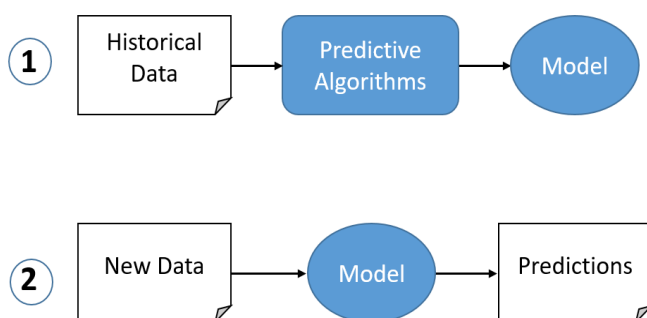 1
Historical
Data
Predictive
Algorithms
Model
2
New Data
Model
Predictions